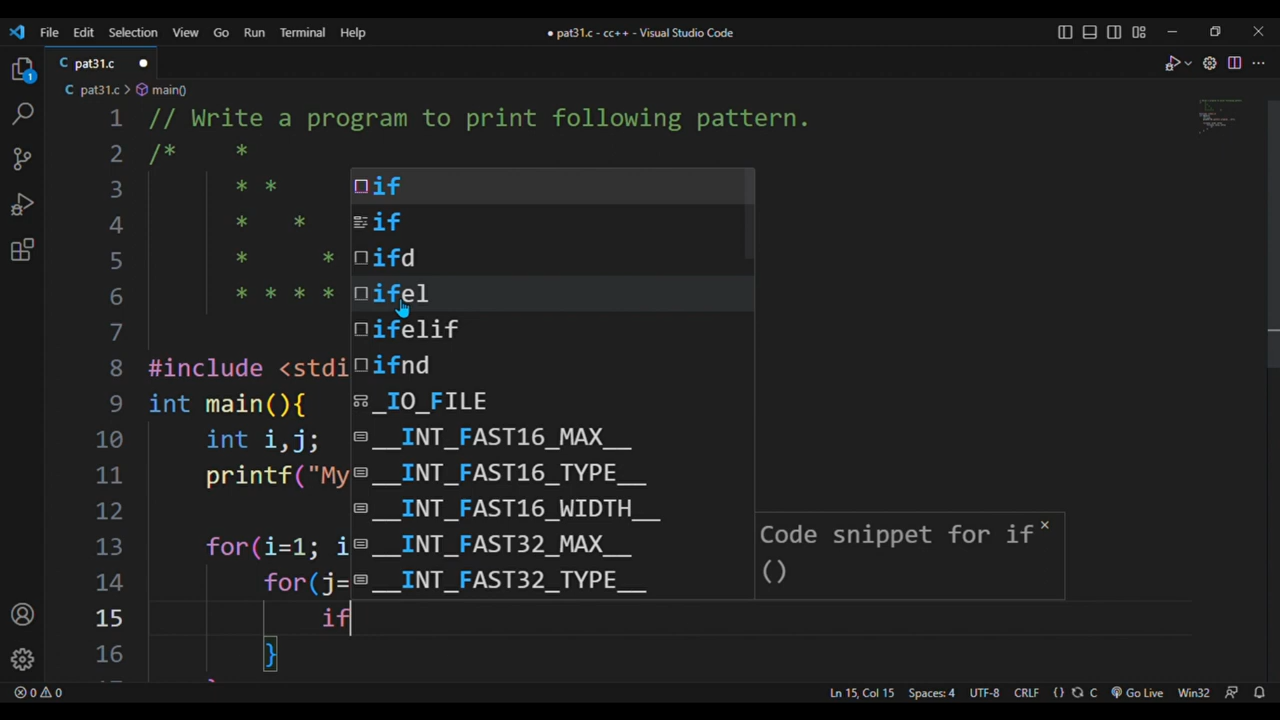 File Edit Selection View Go Run Terminal Help
● pat31.c - cc++ - Visual Studio Code
C pat31.c ●
C pat31.c > main()
1 // Write a program to print following pattern.
2 /* *
3 * *
4 * *
5 * *
6 * * * *
7
8 #include <stdi
9 int main(){
10 int i,j;
11 printf("My
12
13 for(i=1; i
14 for(j=
15 if
16 }
if
if
ifd
ifel
ifelif
ifnd
_IO_FILE
__INT_FAST16_MAX__
__INT_FAST16_TYPE__
__INT_FAST16_WIDTH__
__INT_FAST32_MAX__
__INT_FAST32_TYPE__
Code snippet for if
()
1
0 0
Ln 15, Col 15 Spaces: 4 UTF-8 CRLF {} C Go Live Win32